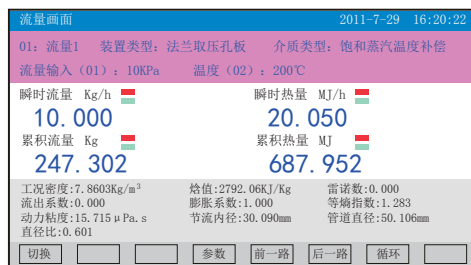 流量画面 2011-7-29 16:20:22
01: 流量1 装置类型: 法兰取压孔板 介质类型: 饱和蒸汽温度补偿
流量输入（01）: 10KPa 温度（02）: 200℃
瞬时流量 Kg/h 瞬时热量 MJ/h
10.000 20.050
累积流量 Kg 累积热量 MJ
247.302 687.952
工况密度:7.8603Kg/m³ 焓值:2792.06KJ/Kg 雷诺数:0.000
流出系数:0.000 膨胀系数:1.000 等熵指数:1.283
动力粘度:15.715μPa.s 节流内径:30.090mm 管道直径:50.106mm
直径比:0.601
切换 参数 前一路 后一路 循环